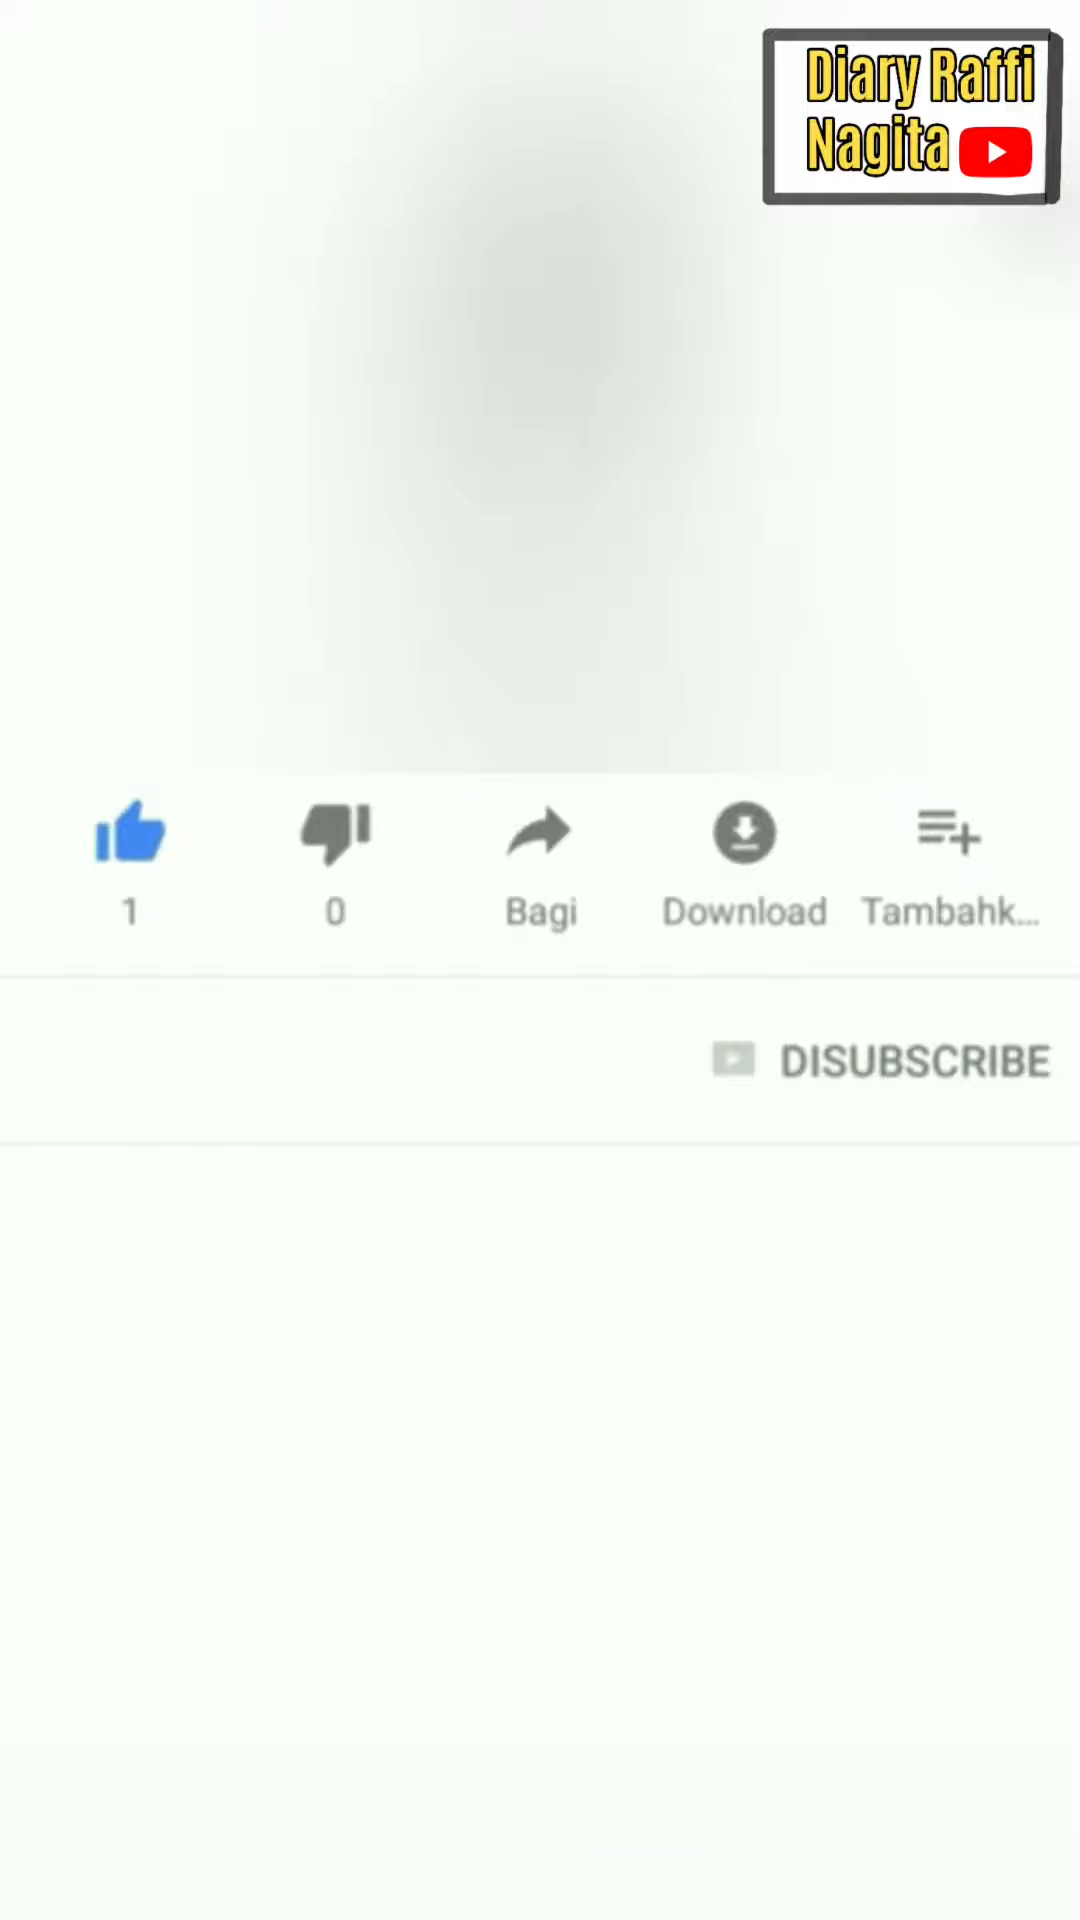 Diary Raffi
Nagita
1
0
Bagi
Download
Tambahk...
DISUBSCRIBE